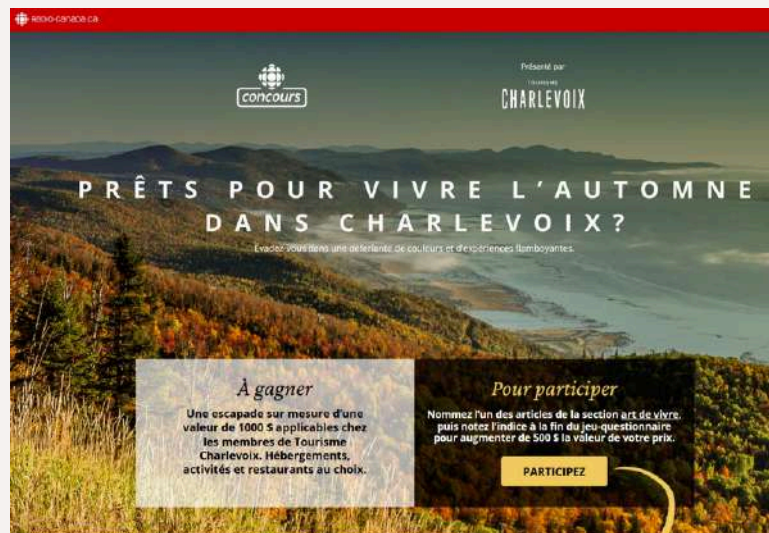 Radio-Canada.ca
concours
Présenté par
TOURISME
CHARLEVOIX
PRÊTS POUR VIVRE L'AUTOMNE
DANS CHARLEVOIX?
Évadez-vous dans une déferlante de couleurs et d'expériences flamboyantes.
À gagner
Une escapade sur mesure d'une
valeur de 1000 $ applicables chez
les membres de Tourisme
Charlevoix. Hébergements,
activités et restaurants au choix.
Pour participer
Nommez l'un des articles de la section art de vivre,
puis notez l'indice à la fin du jeu-questionnaire
pour augmenter de 500 $ la valeur de votre prix.
PARTICIPEZ